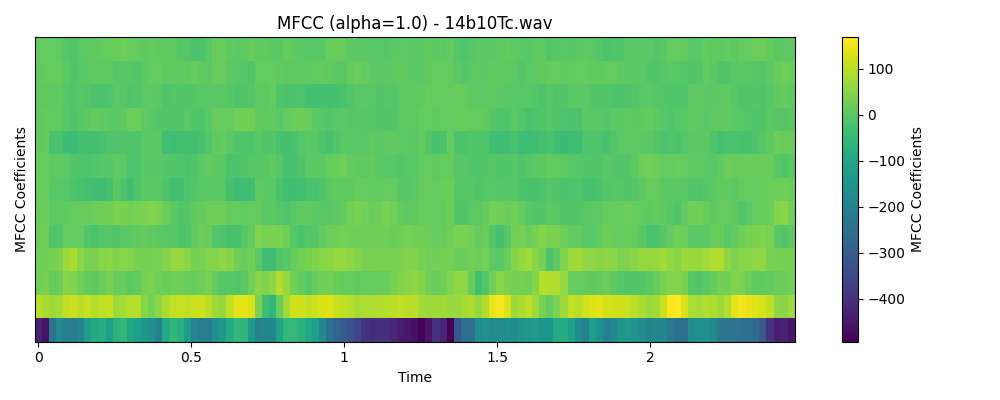 MFCC (alpha=1.0) - 14b10Tc.wav
MFCC Coefficients
0
0.5
1
1.5
2
Time
100
0
−100
−200
−300
−400
MFCC Coefficients